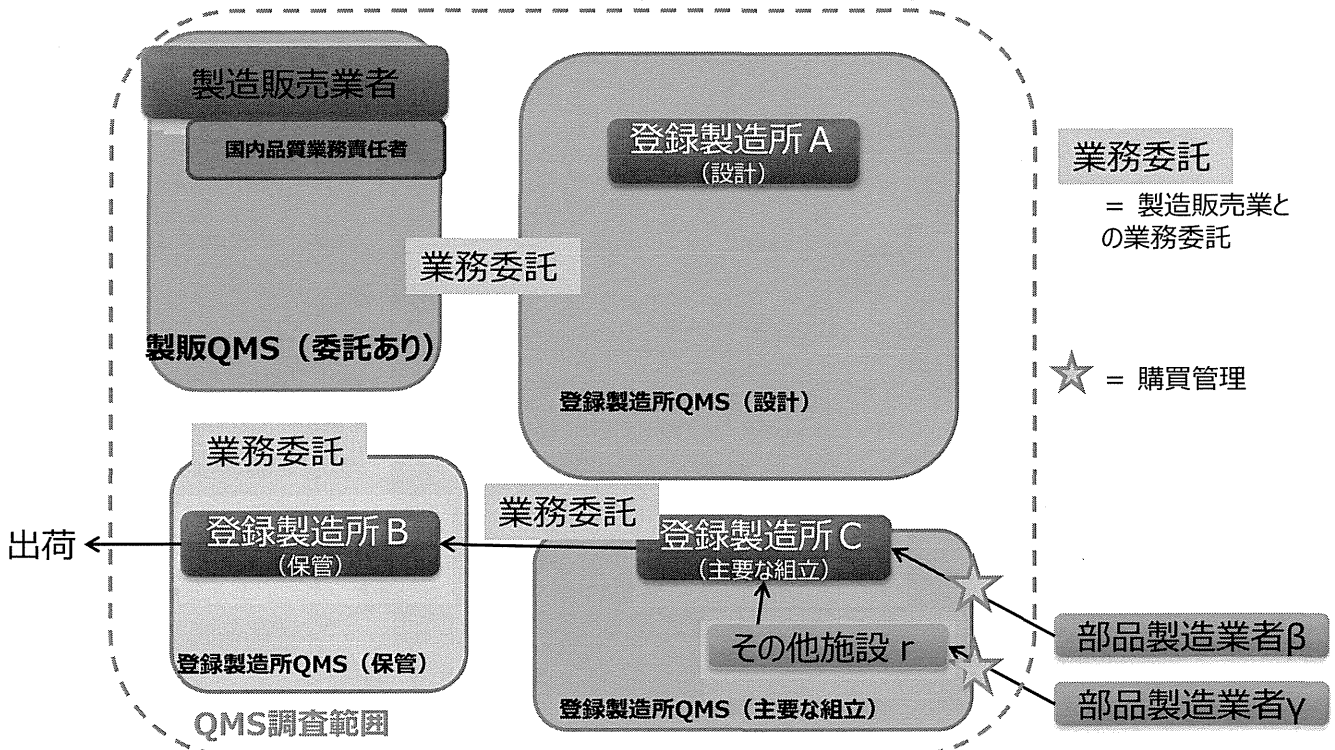 製造販売業者
国内品質業務責任者
製販QMS（委託あり）
業務委託
登録製造所A
（設計）
登録製造所QMS（設計）
業務委託
= 製造販売業と
の業務委託
= 購買管理
業務委託
登録製造所B
（保管）
登録製造所QMS（保管）
出荷
業務委託
登録製造所C
（主要な組立）
その他施設 r
登録製造所QMS（主要な組立）
部品製造業者β
部品製造業者γ
QMS調査範囲